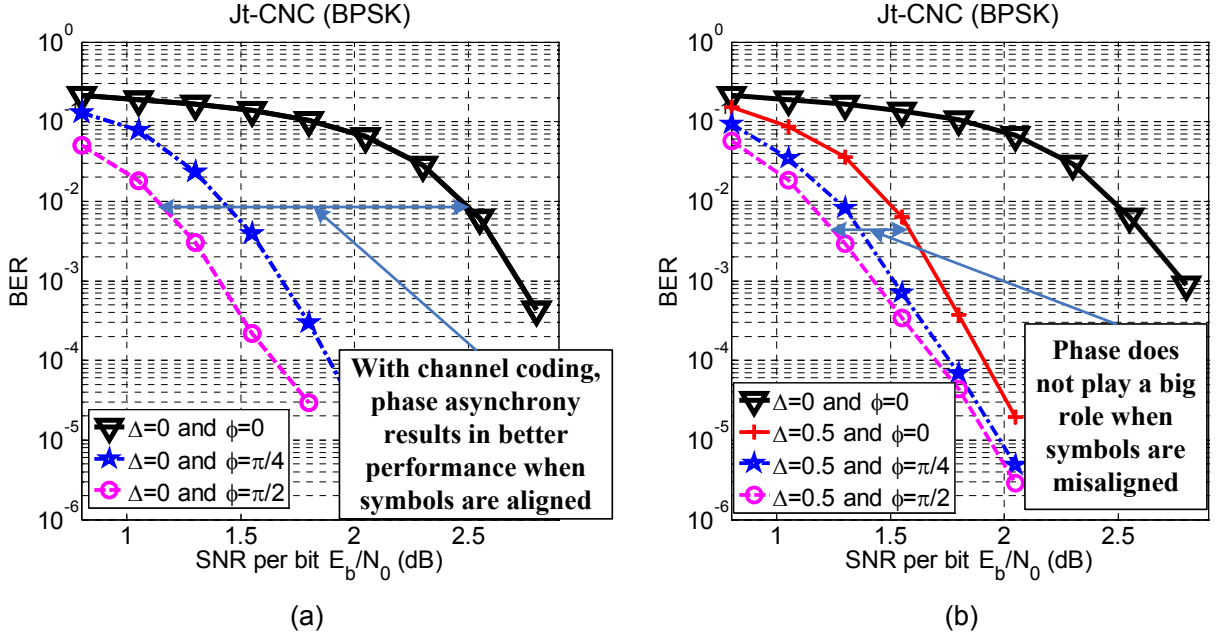 Jt-CNC (BPSK)
10^0
10^-1
10^-2
10^-3
10^-4
10^-5
10^-6
BER
1
1.5
2
2.5
SNR per bit E_b/N_0 (dB)
Δ=0 and ϕ=0
Δ=0 and ϕ=π/4
Δ=0 and ϕ=π/2
With channel coding,
phase asynchrony
results in better
performance when
symbols are aligned
(a)
Jt-CNC (BPSK)
10^0
10^-1
10^-2
10^-3
10^-4
10^-5
10^-6
BER
1
1.5
2
2.5
SNR per bit E_b/N_0 (dB)
Δ=0 and ϕ=0
Δ=0.5 and ϕ=0
Δ=0.5 and ϕ=π/4
Δ=0.5 and ϕ=π/2
Phase does
not play a big
role when
symbols are
misaligned
(b)